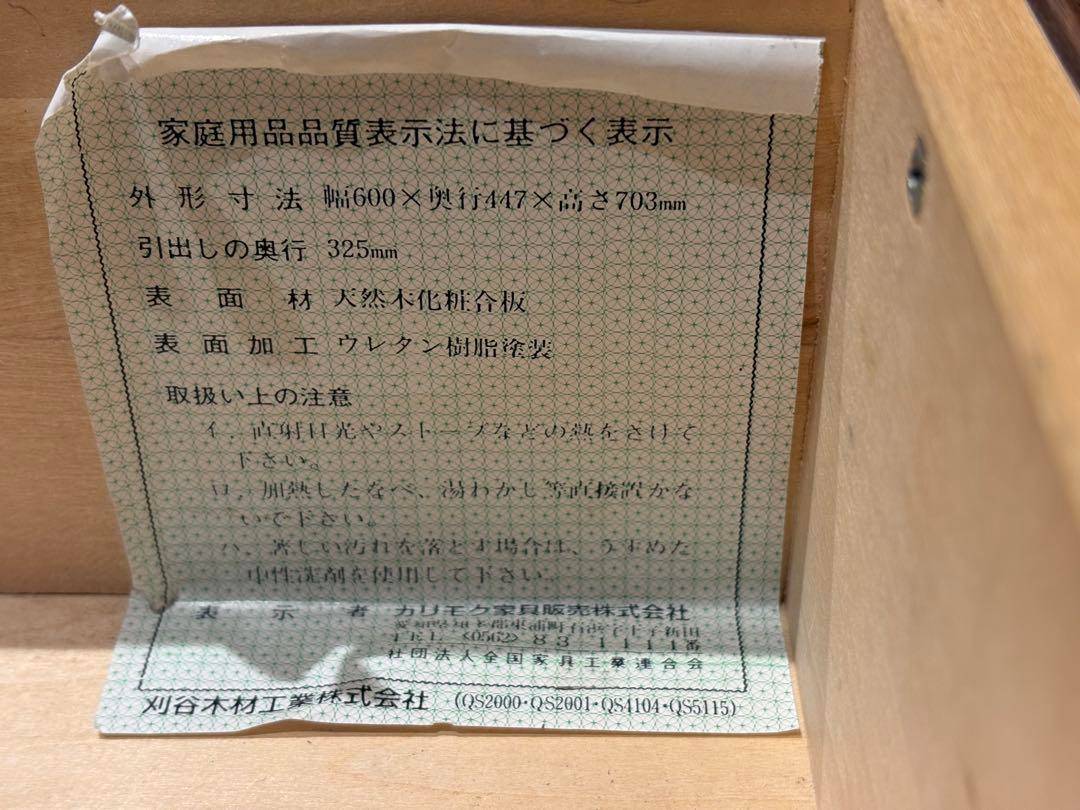 家庭用品品質表示法に基づく表示
外形寸法 幅600×奥行447×高さ703mm
引出しの奥行 325mm
表面材 天然木化粧合板
表面加工 ウレタン樹脂塗装
取扱い上の注意
イ．直射日光やストーブなどの熱をさけて
下さい。
ロ．加熱したなべ、湯わかし等直接置かな
いで下さい。
ハ．著しい汚れを落とす場合は、うすめた
中性洗剤を使用して下さい。
表示者 カリモク家具販売株式会社
愛知県知多郡東浦町
TEL〈0562〉83 1111番
社団法人全国家具工業連合会
刈谷木材工業株式会社 (QS2000・QS2001・QS4104・QS5115)